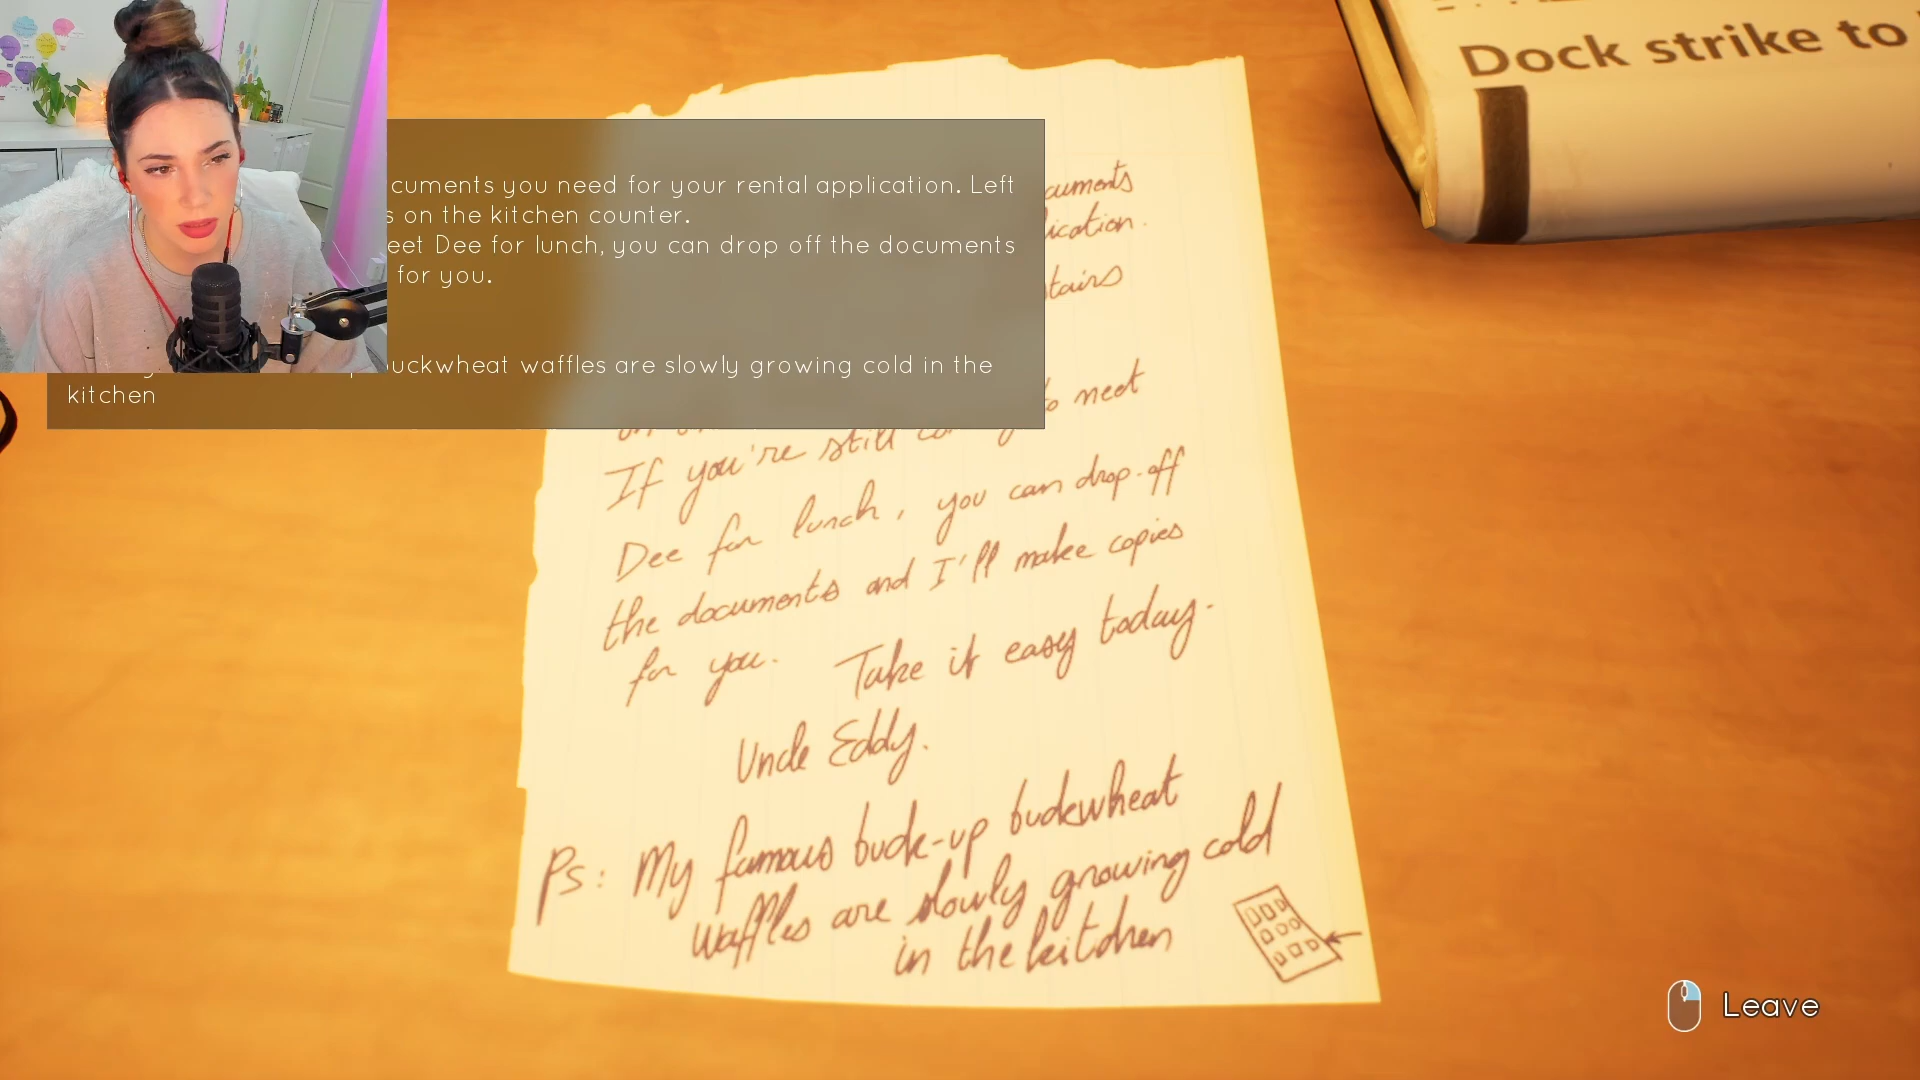 Dock strike to
cuments you need for your rental application. Left
s on the kitchen counter.
eet Dee for lunch, you can drop off the documents
for you.
buckwheat waffles are slowly growing cold in the
kitchen
cuments
ication.
tairs
to meet
If you're still
Dee for lunch, you can drop-off
the documents and I'll make copies
for you. Take it easy today.
Uncle Eddy.
Ps: My famous buck-up buckwheat
waffles are slowly growing cold
in the kitchen
Leave